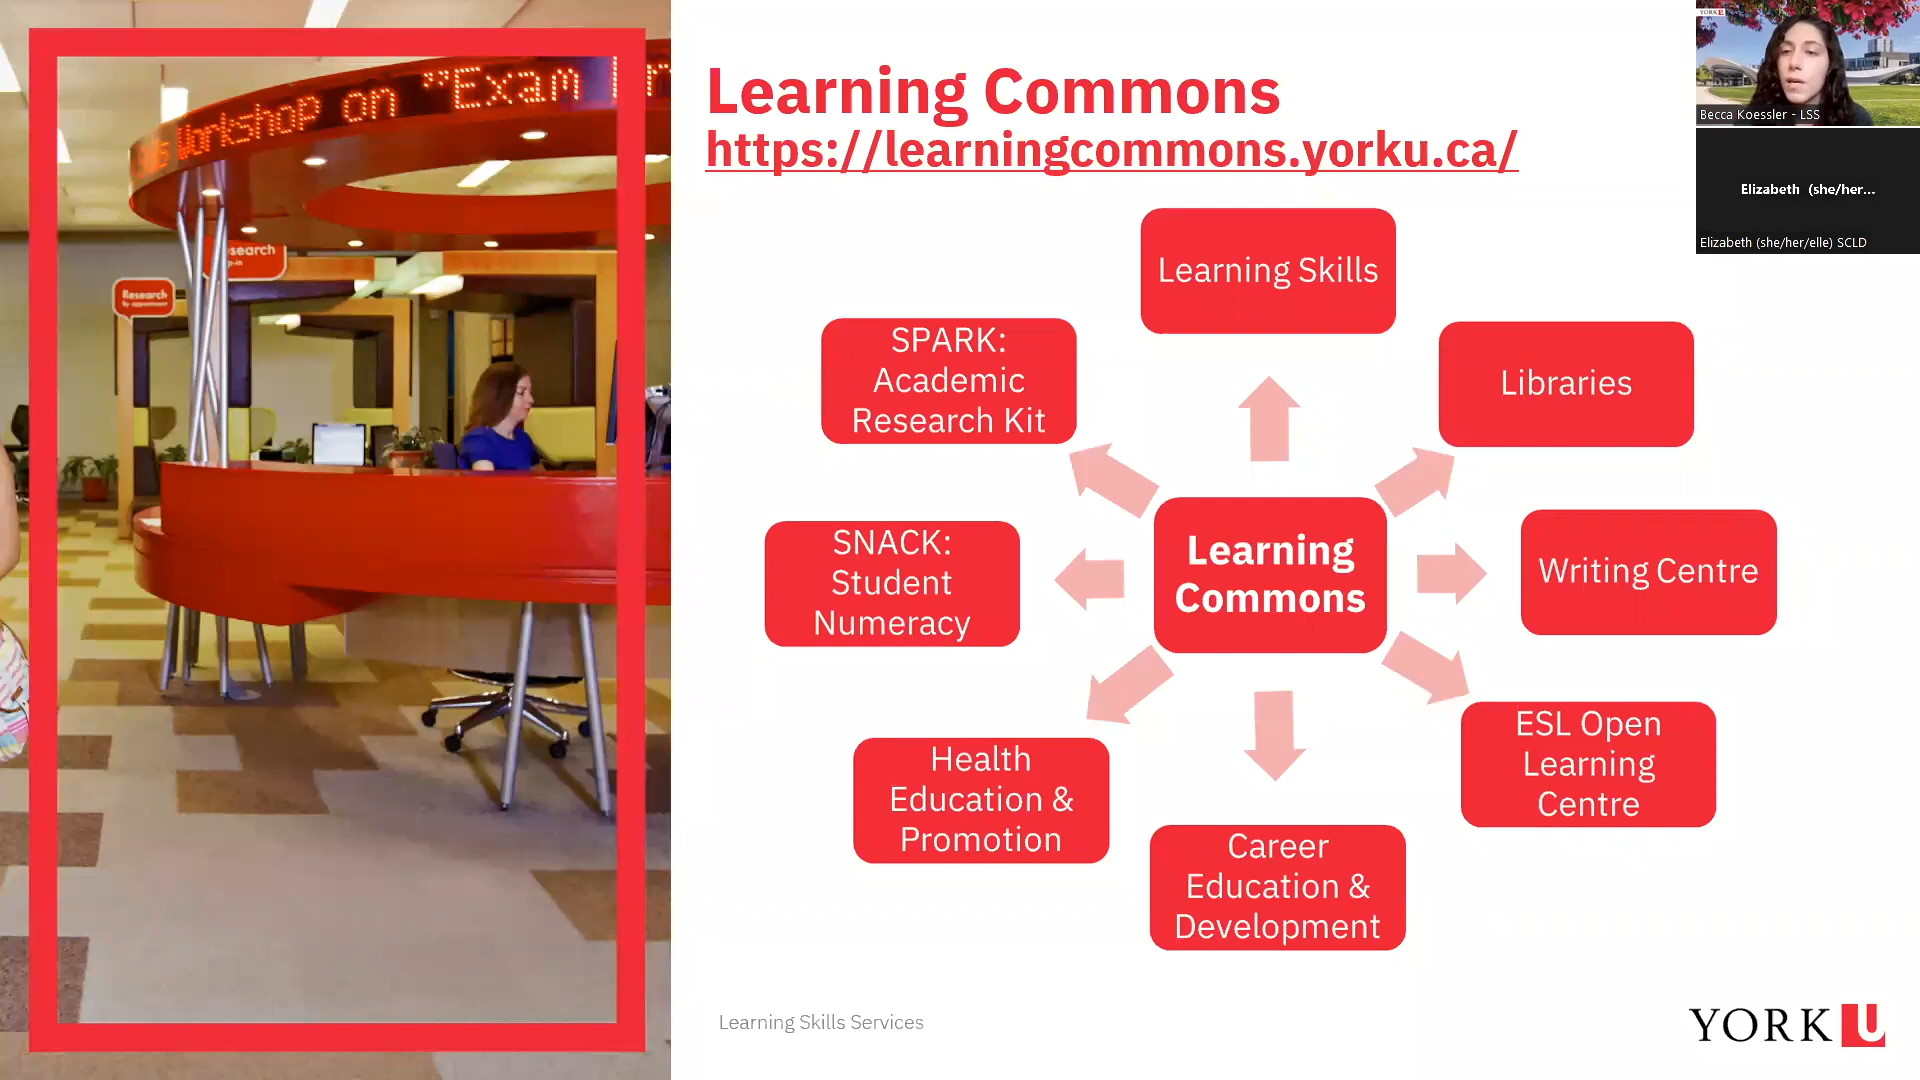 Workshop on "Exam
Research
Learning Commons
https://learningcommons.yorku.ca/
Learning Skills
Libraries
Writing Centre
ESL Open
Learning
Centre
Career
Education &
Development
Health
Education &
Promotion
SNACK:
Student
Numeracy
SPARK:
Academic
Research Kit
Learning
Commons
Learning Skills Services
YORK U
YORK U
Becca Koessler - LSS
Elizabeth (she/her...
Elizabeth (she/her/elle) SCLD